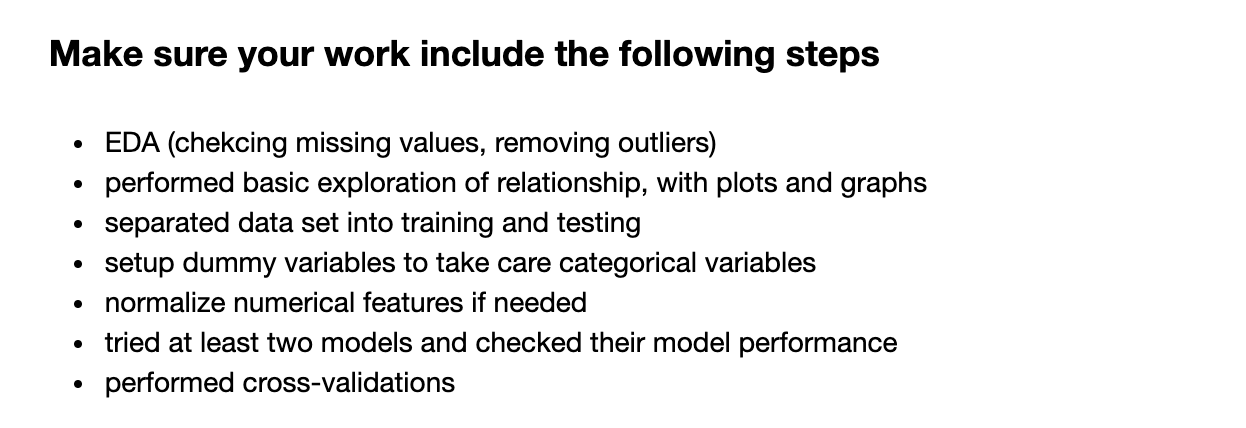 Make sure your work include the following steps
• EDA (chekcing missing values, removing outliers)
• performed basic exploration of relationship, with plots and graphs
• separated data set into training and testing
• setup dummy variables to take care categorical variables
• normalize numerical features if needed
• tried at least two models and checked their model performance
• performed cross-validations